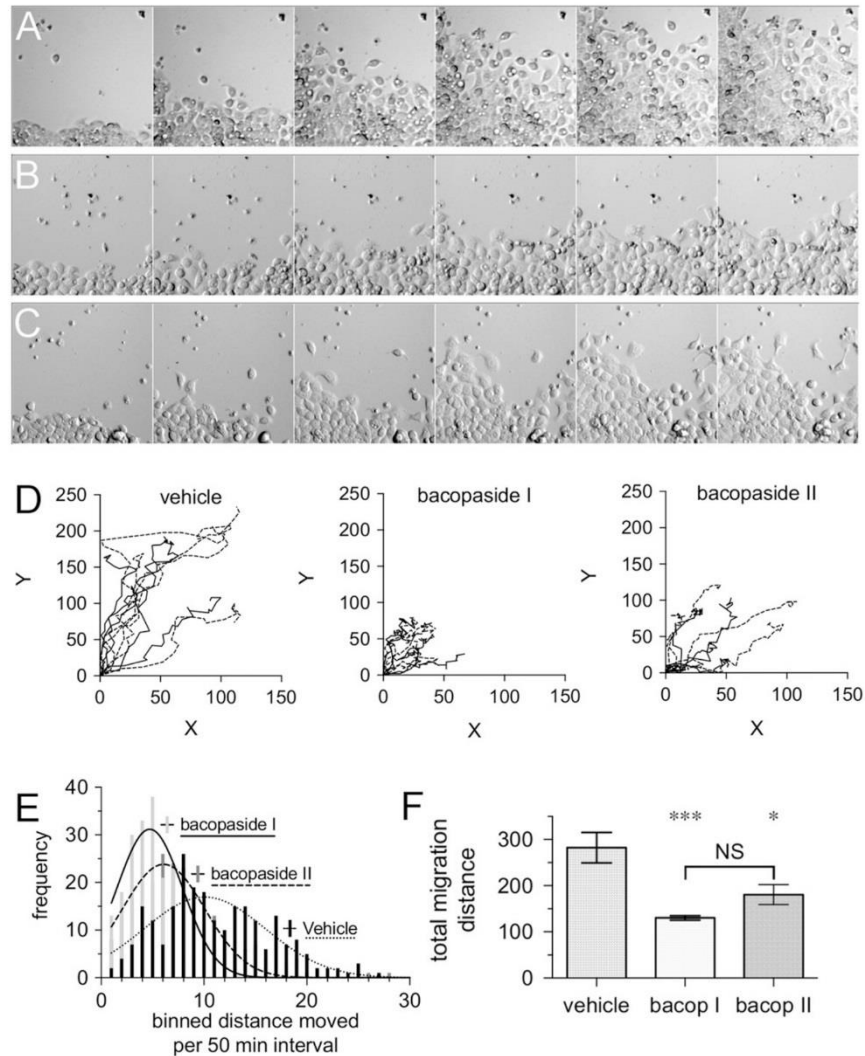 A
B
C
D
vehicle
bacopaside I
bacopaside II
250
200
150
100
50
0
Y
0 50 100 150
X
250
200
150
100
50
0
Y
0 50 100 150
X
250
200
150
100
50
0
Y
0 50 100 150
X
E
40
30
20
10
0
frequency
bacopaside I
bacopaside II
Vehicle
0 10 20 30
binned distance moved
per 50 min interval
F
total migration
distance
300
200
100
0
***
*
NS
vehicle bacop I bacop II